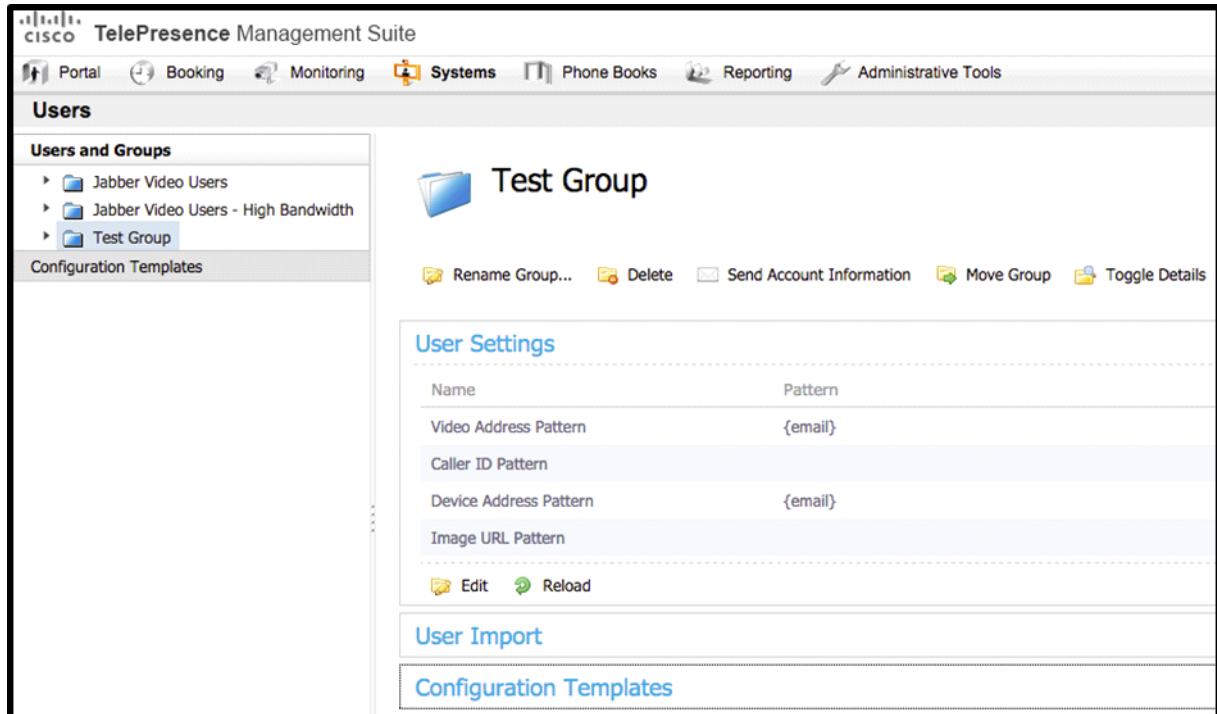 CISCO TelePresence Management Suite
Portal Booking Monitoring Systems Phone Books Reporting Administrative Tools
Users
Users and Groups
Jabber Video Users
Jabber Video Users - High Bandwidth
Test Group
Configuration Templates
Test Group
Rename Group... Delete Send Account Information Move Group Toggle Details
User Settings
Name Pattern
Video Address Pattern {email}
Caller ID Pattern
Device Address Pattern {email}
Image URL Pattern
Edit Reload
User Import
Configuration Templates